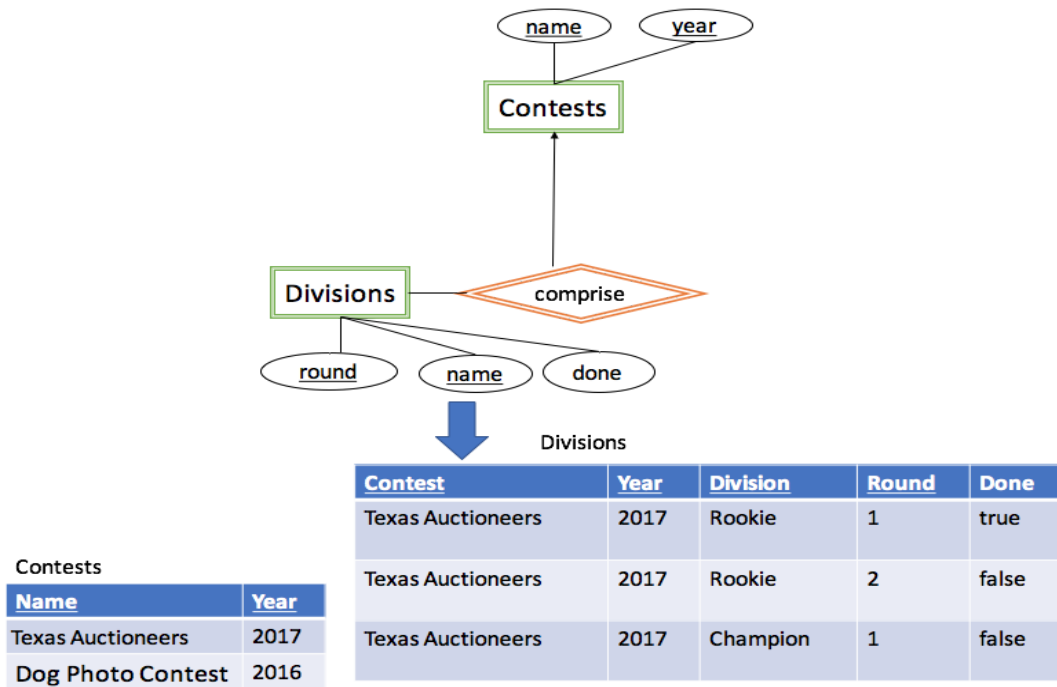 name year
Contests
Divisions comprise
round name done
Divisions
Contest Year Division Round Done
Texas Auctioneers 2017 Rookie 1 true
Texas Auctioneers 2017 Rookie 2 false
Texas Auctioneers 2017 Champion 1 false
Contests
Name Year
Texas Auctioneers 2017
Dog Photo Contest 2016